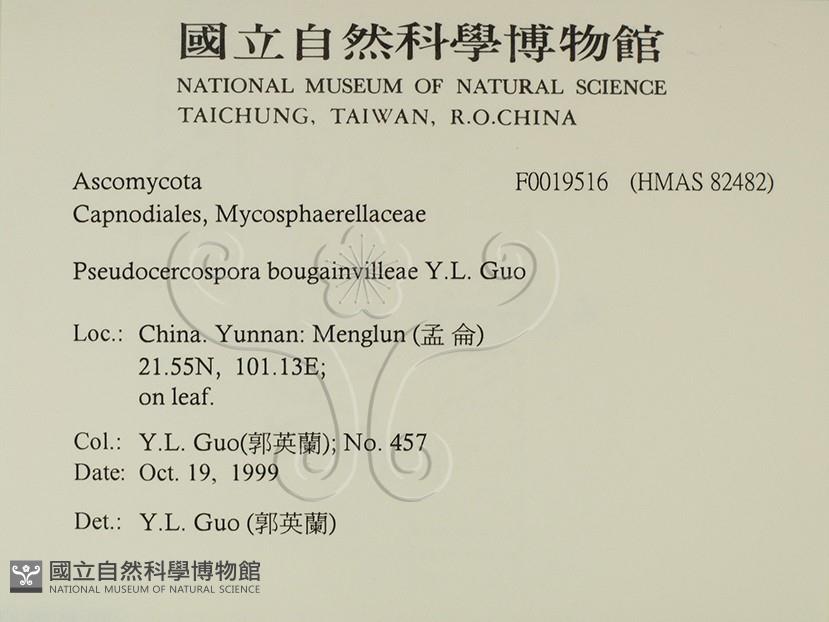 國立自然科學博物館
NATIONAL MUSEUM OF NATURAL SCIENCE
TAICHUNG, TAIWAN, R.O.CHINA
Ascomycota F0019516 (HMAS 82482)
Capnodiales, Mycosphaerellaceae
Pseudocercospora bougainvilleae Y.L. Guo
Loc.: China. Yunnan: Menglun (孟 侖)
21.55N, 101.13E;
on leaf.
Col.: Y.L. Guo(郭英蘭); No. 457
Date: Oct. 19, 1999
Det.: Y.L. Guo (郭英蘭)
國立自然科學博物館
NATIONAL MUSEUM OF NATURAL SCIENCE